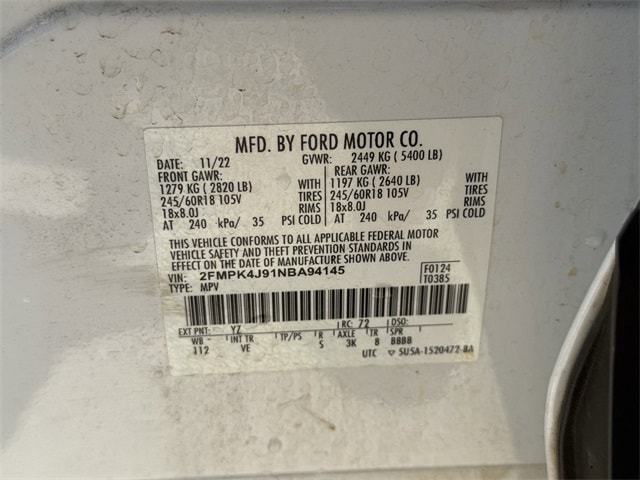 MFD. BY FORD MOTOR CO.
DATE: 11/22 GVWR: 2449 KG ( 5400 LB)
FRONT GAWR: REAR GAWR:
1279 KG ( 2820 LB) WITH 1197 KG ( 2640 LB) WITH
245/60R18 105V TIRES 245/60R18 105V TIRES
18x8.0J RIMS 18x8.0J RIMS
AT 240 kPa/ 35 PSI COLD AT 240 kPa/ 35 PSI COLD
THIS VEHICLE CONFORMS TO ALL APPLICABLE FEDERAL MOTOR
VEHICLE SAFETY AND THEFT PREVENTION STANDARDS IN
EFFECT ON THE DATE OF MANUFACTURE SHOWN ABOVE.
VIN: 2FMPK4J91NBA94145 F0124
TYPE: MPV T0385
EXT PNT: YZ RC: 72 DSO:
WB INT TR TP/PS R AXLE TR SPR
112 VE S 3K 8 BBBB
UTC ▽ 5USA-1520472-BA